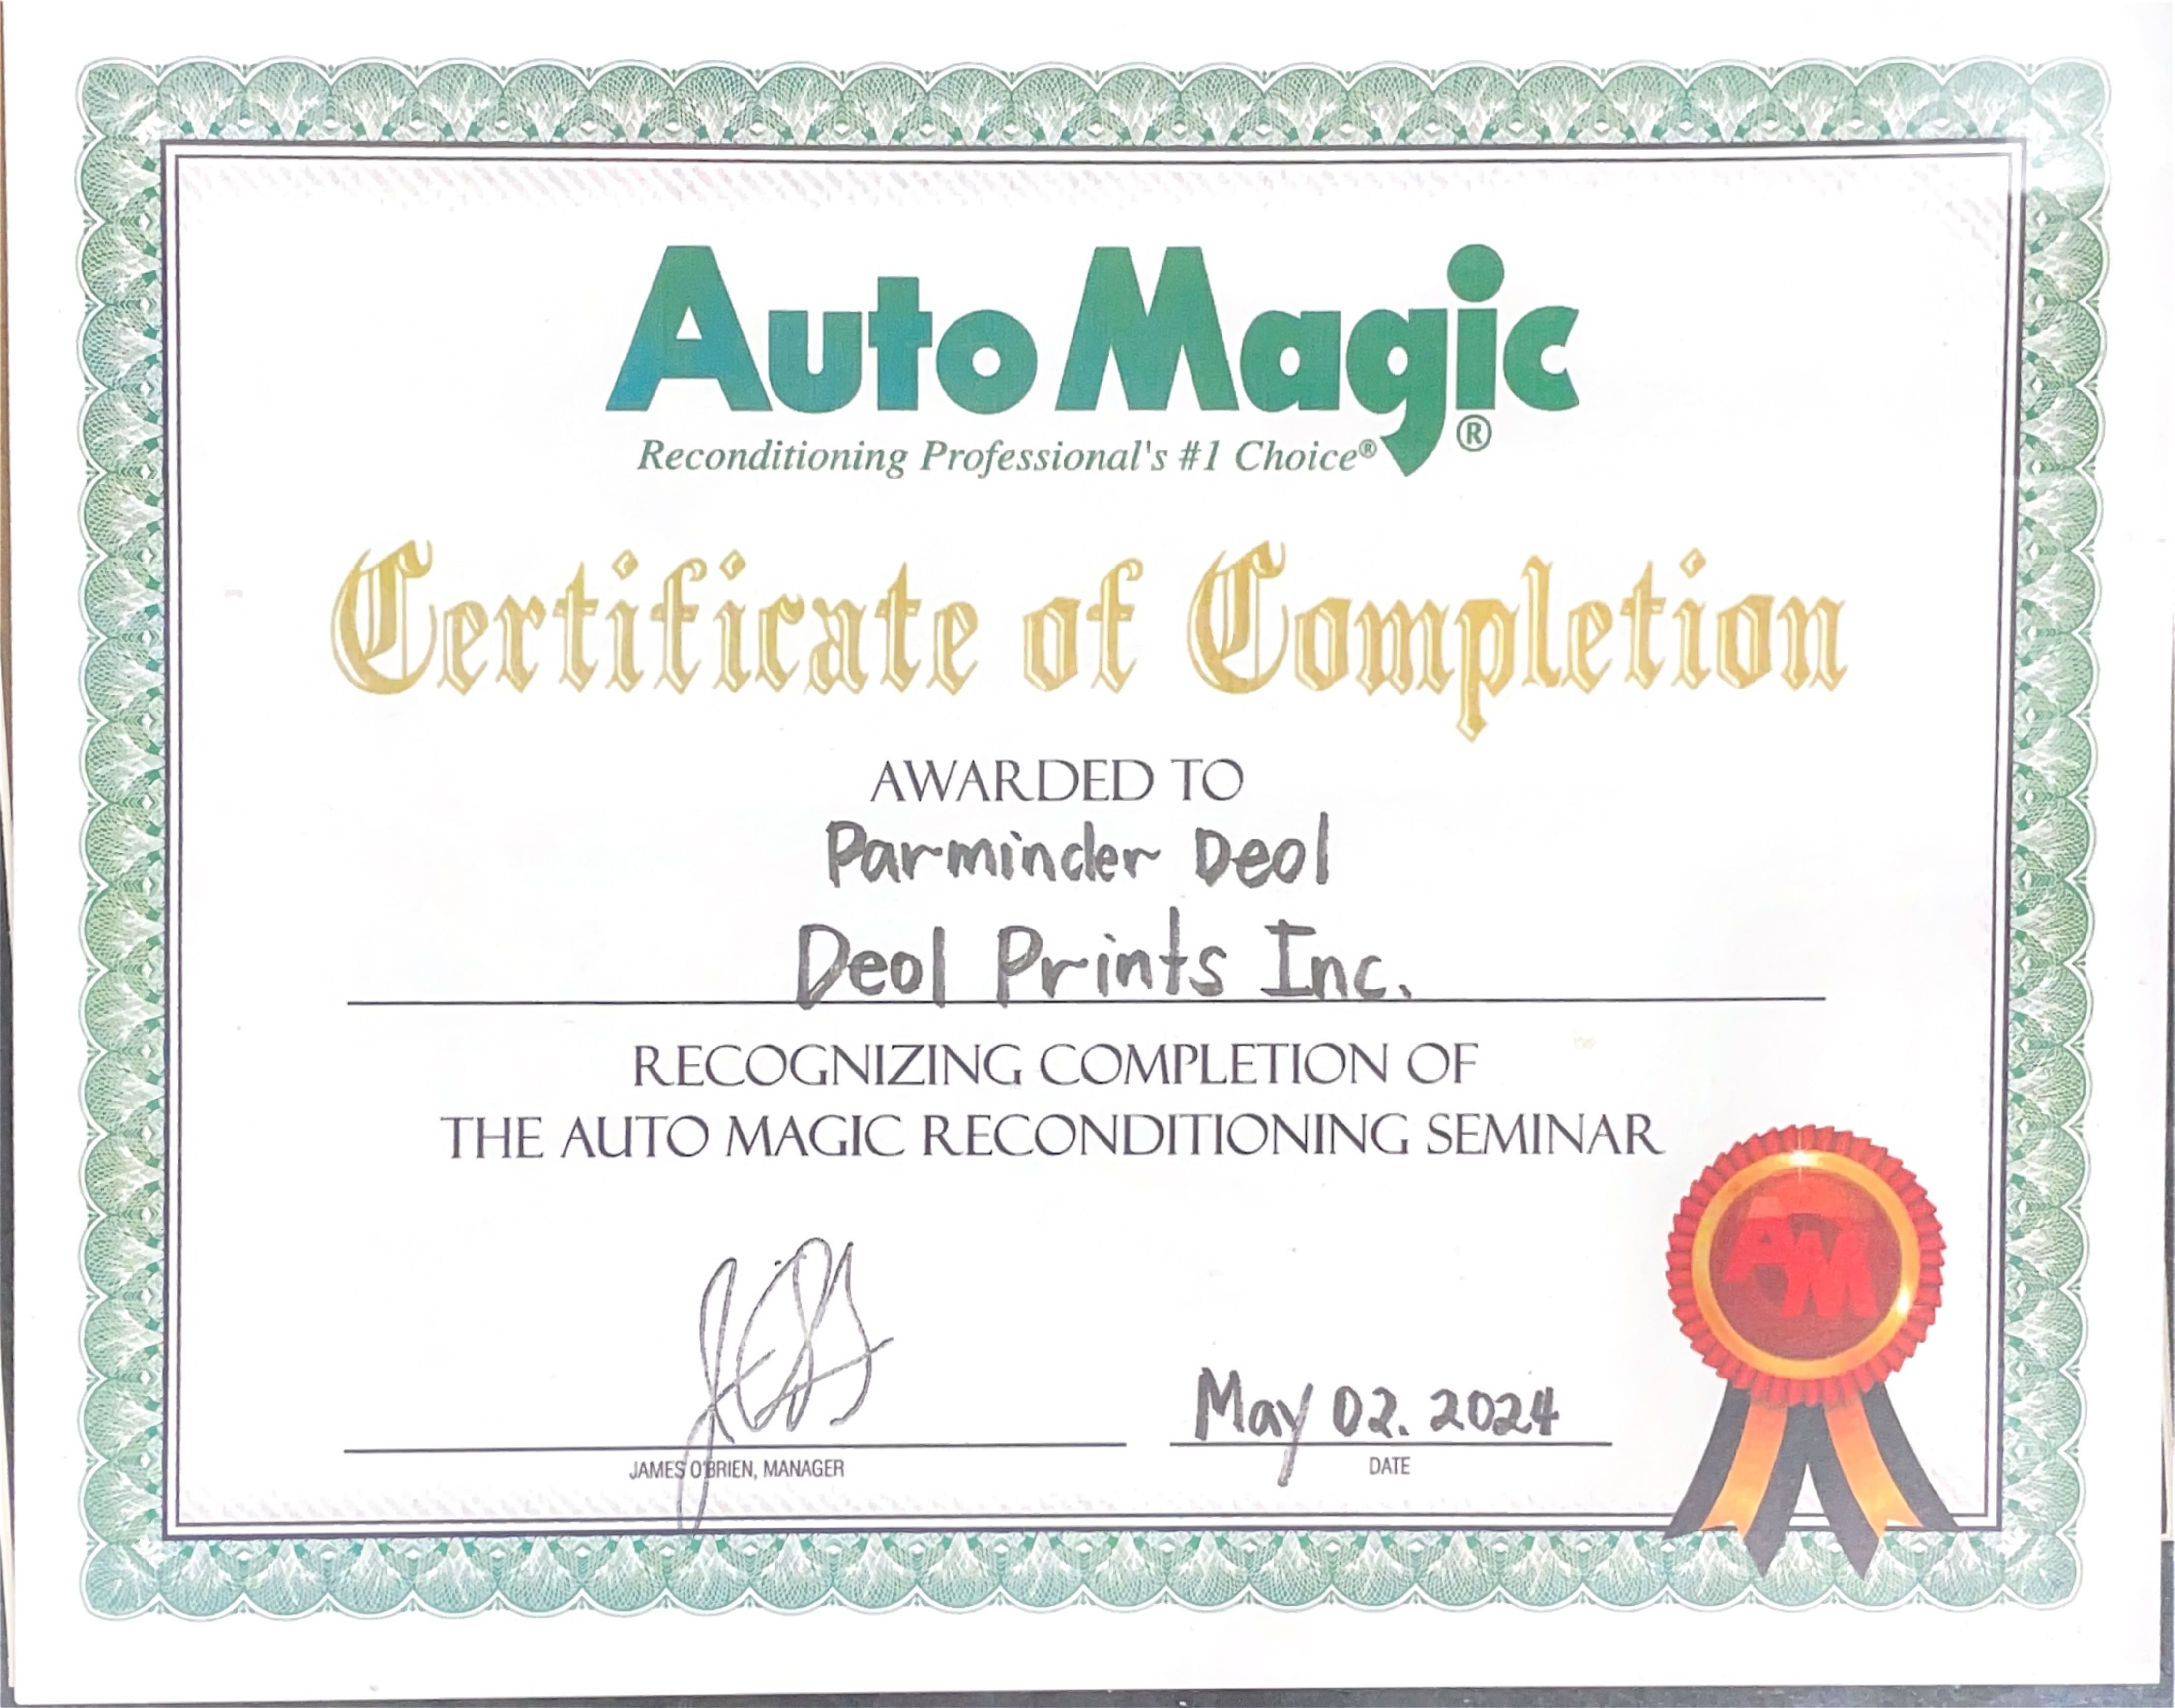 Auto Magic®
Reconditioning Professional's #1 Choice®
Certificate of Completion
AWARDED TO
Parminder Deol
Deol Prints Inc.
RECOGNIZING COMPLETION OF
THE AUTO MAGIC RECONDITIONING SEMINAR
AM
May 02. 2024
JAMES O'BRIEN, MANAGER
DATE